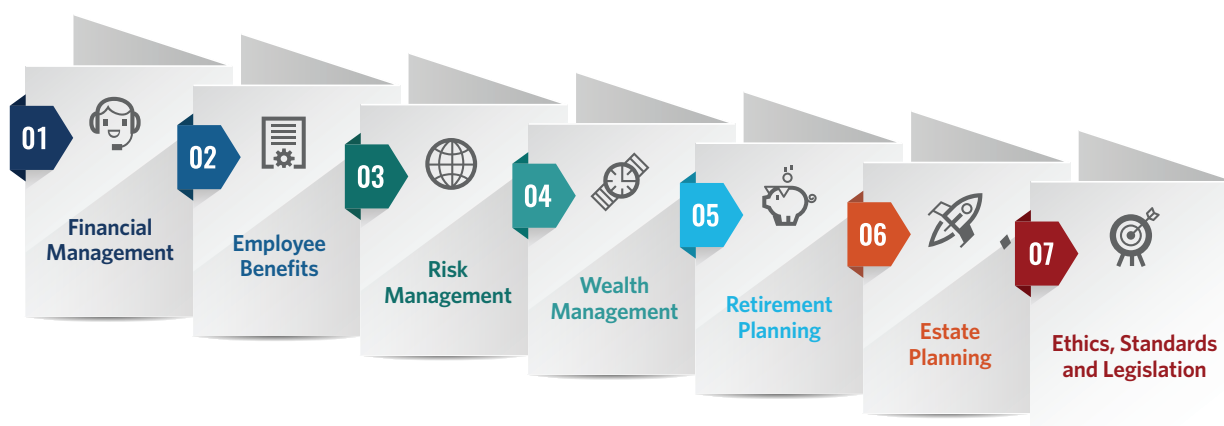 01
Financial
Management
02
Employee
Benefits
03
Risk
Management
04
Wealth
Management
05
Retirement
Planning
06
Estate
Planning
07
Ethics, Standards
and Legislation